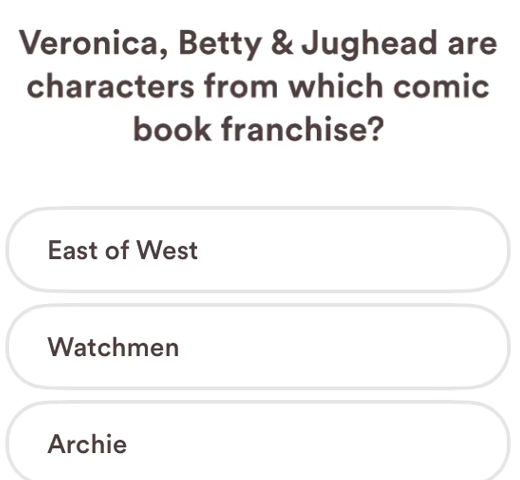 Veronica, Betty & Jughead are
characters from which comic
book franchise?
East of West
Watchmen
Archie